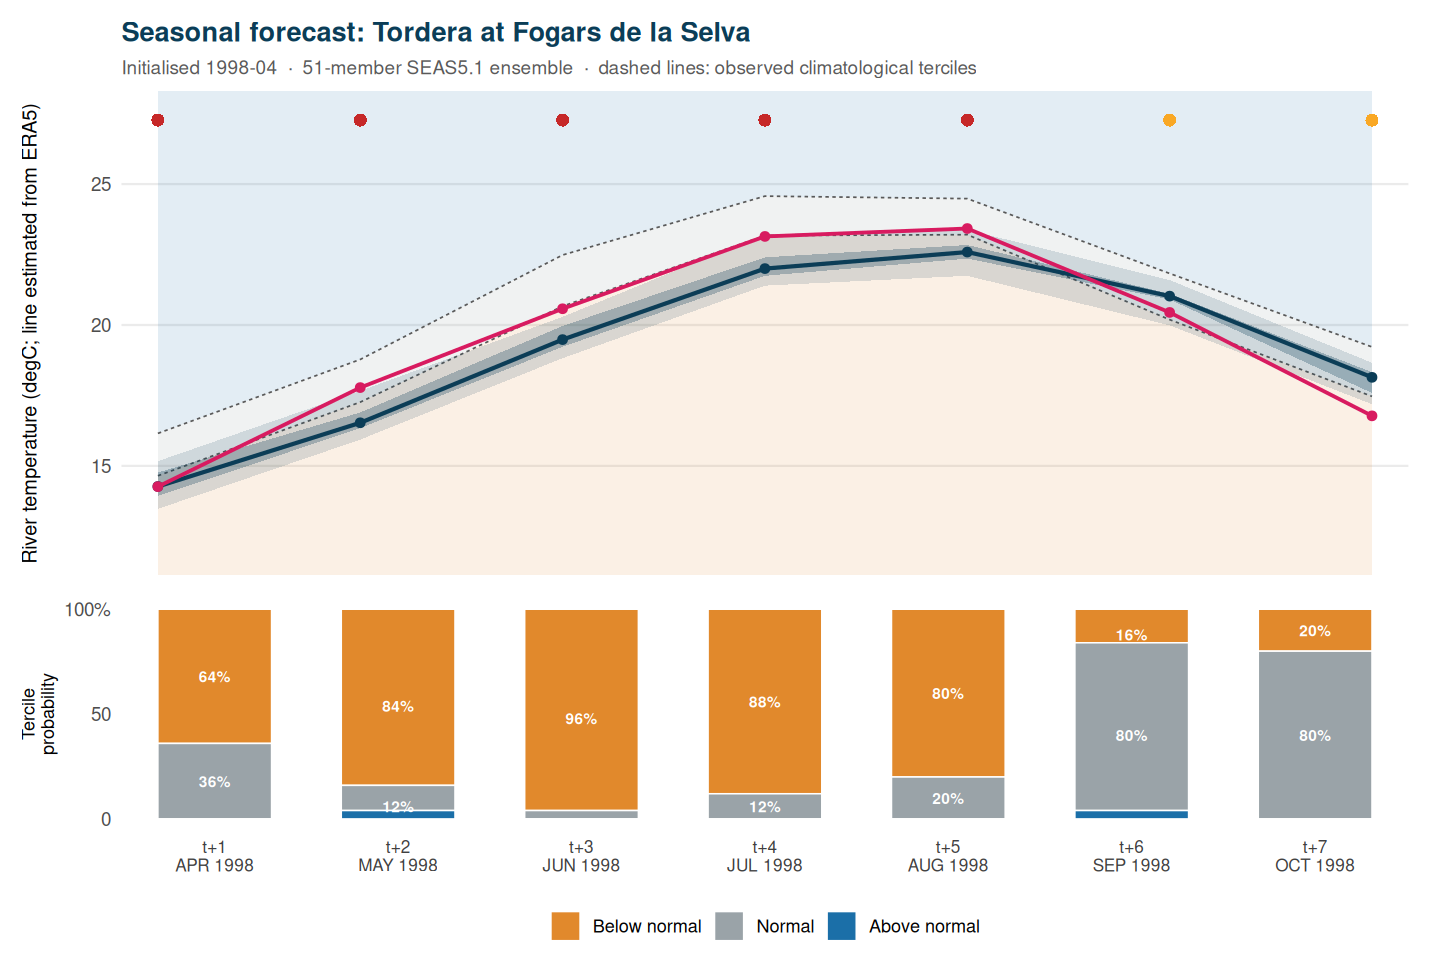 Seasonal forecast: Tordera at Fogars de la Selva
Initialised 1998-04 · 51-member SEAS5.1 ensemble · dashed lines: observed climatological terciles
River temperature (degC; line estimated from ERA5)
25
20
15
Tercile
probability
100%
50
0
64%
36%
84%
12%
96%
88%
12%
80%
20%
16%
80%
20%
80%
t+1
APR 1998
t+2
MAY 1998
t+3
JUN 1998
t+4
JUL 1998
t+5
AUG 1998
t+6
SEP 1998
t+7
OCT 1998
Below normal
Normal
Above normal